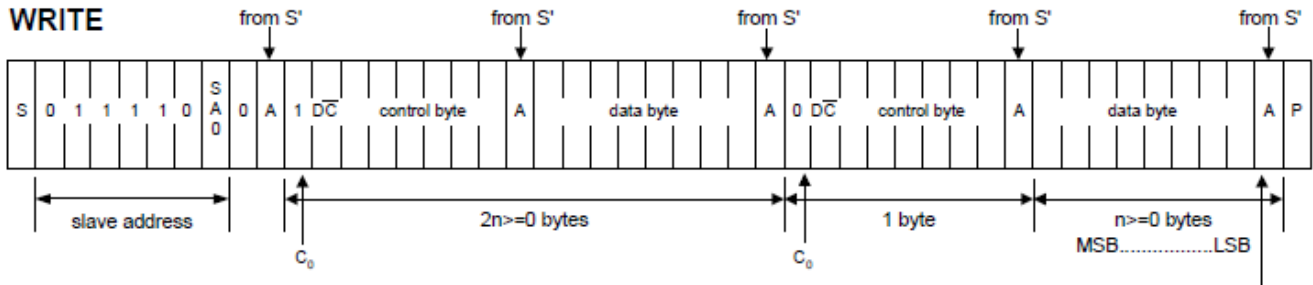 WRITE
from S' from S' from S' from S' from S'
S 0 1 1 1 1 0 SA0 0 A 1 DC̅ control byte A data byte A 0 DC̅ control byte A data byte A P
slave address 2n>=0 bytes 1 byte n>=0 bytes
MSB.................LSB
C₀ C₀